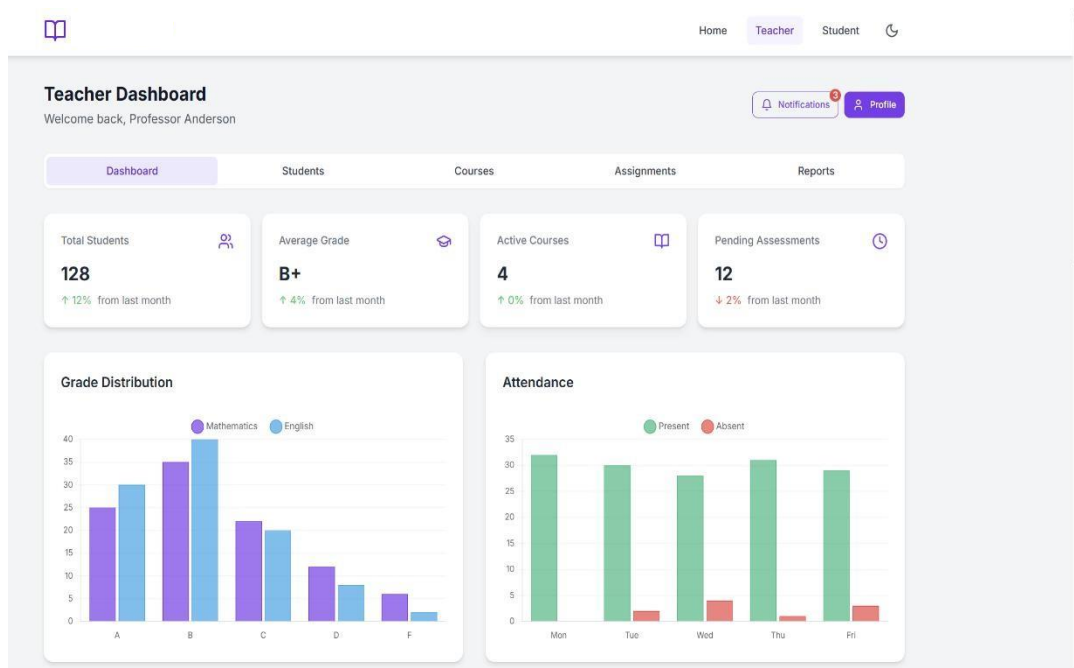 Home Teacher Student
Teacher Dashboard
Welcome back, Professor Anderson
Notifications 3 Profile
Dashboard Students Courses Assignments Reports
Total Students Average Grade Active Courses Pending Assessments
128 B+ 4 12
↑ 12% from last month ↑ 4% from last month ↑ 0% from last month ↓ 2% from last month
Grade Distribution
Mathematics English
40
35
30
25
20
15
10
5
0
A B C D F
Attendance
Present Absent
35
30
25
20
15
10
5
0
Mon Tue Wed Thu Fri